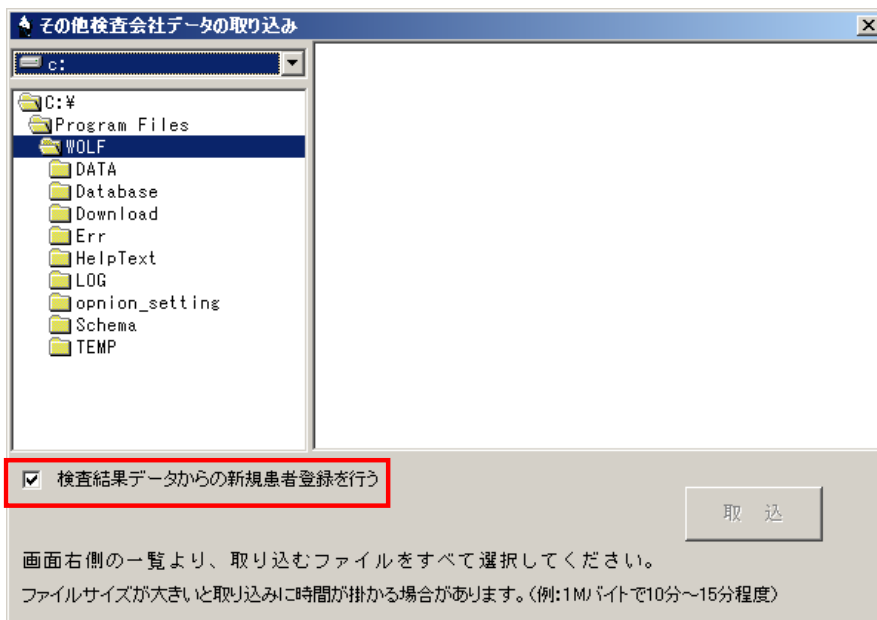 その他検査会社データの取り込み
c:
C:¥
Program Files
WOLF
DATA
Database
Download
Err
HelpText
LOG
opnion_setting
Schema
TEMP
検査結果データからの新規患者登録を行う
取 込
画面右側の一覧より、取り込むファイルをすべて選択してください。
ファイルサイズが大きいと取り込みに時間が掛かる場合があります。(例:1Mバイトで10分～15分程度)